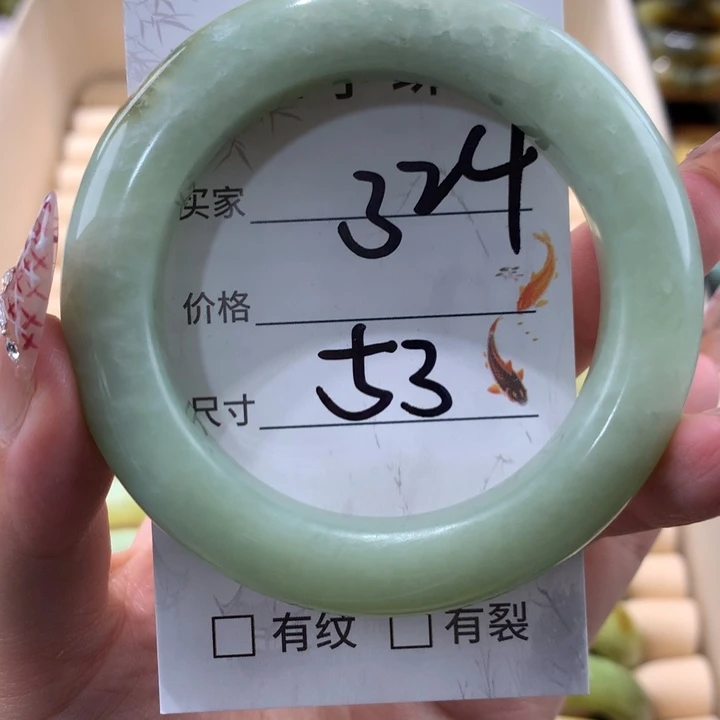 买家 324
价格
尺寸 53
有纹 有裂